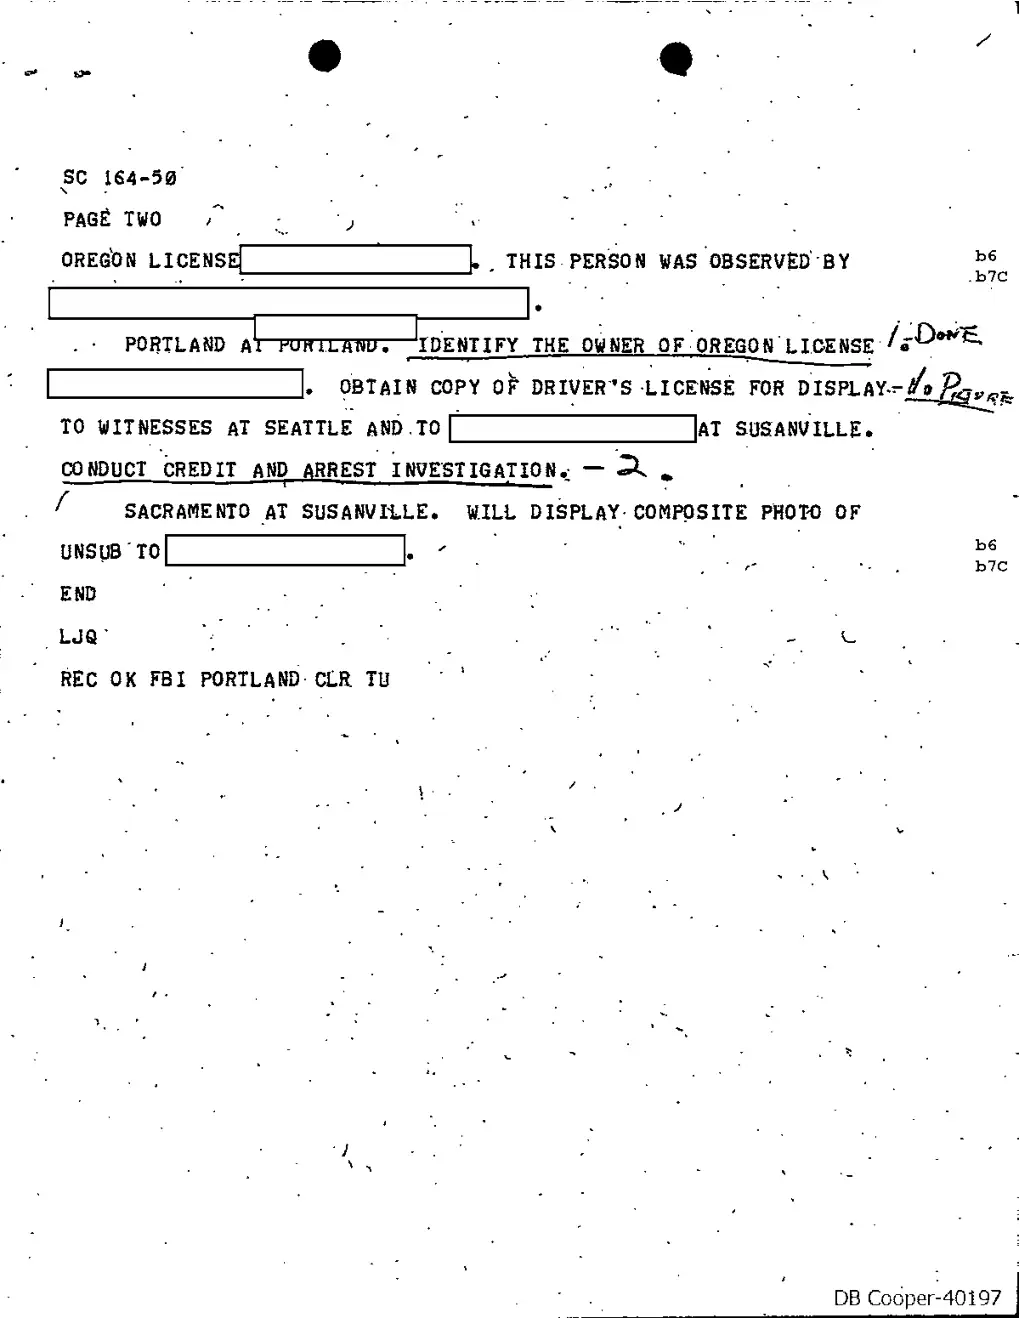 SC 164-50
PAGE TWO
OREGON LICENSE . THIS PERSON WAS OBSERVED BY b6
b7C
.
PORTLAND AT PORTLAND. IDENTIFY THE OWNER OF OREGON LICENSE 1. - DONE
. OBTAIN COPY OF DRIVER'S LICENSE FOR DISPLAY - NO PIGURE
TO WITNESSES AT SEATTLE AND TO AT SUSANVILLE.
CONDUCT CREDIT AND ARREST INVESTIGATION. - 2.
SACRAMENTO AT SUSANVILLE. WILL DISPLAY COMPOSITE PHOTO OF
UNSUB TO . b6
b7C
END
LJQ
REC OK FBI PORTLAND CLR TU
DB Cooper-40197